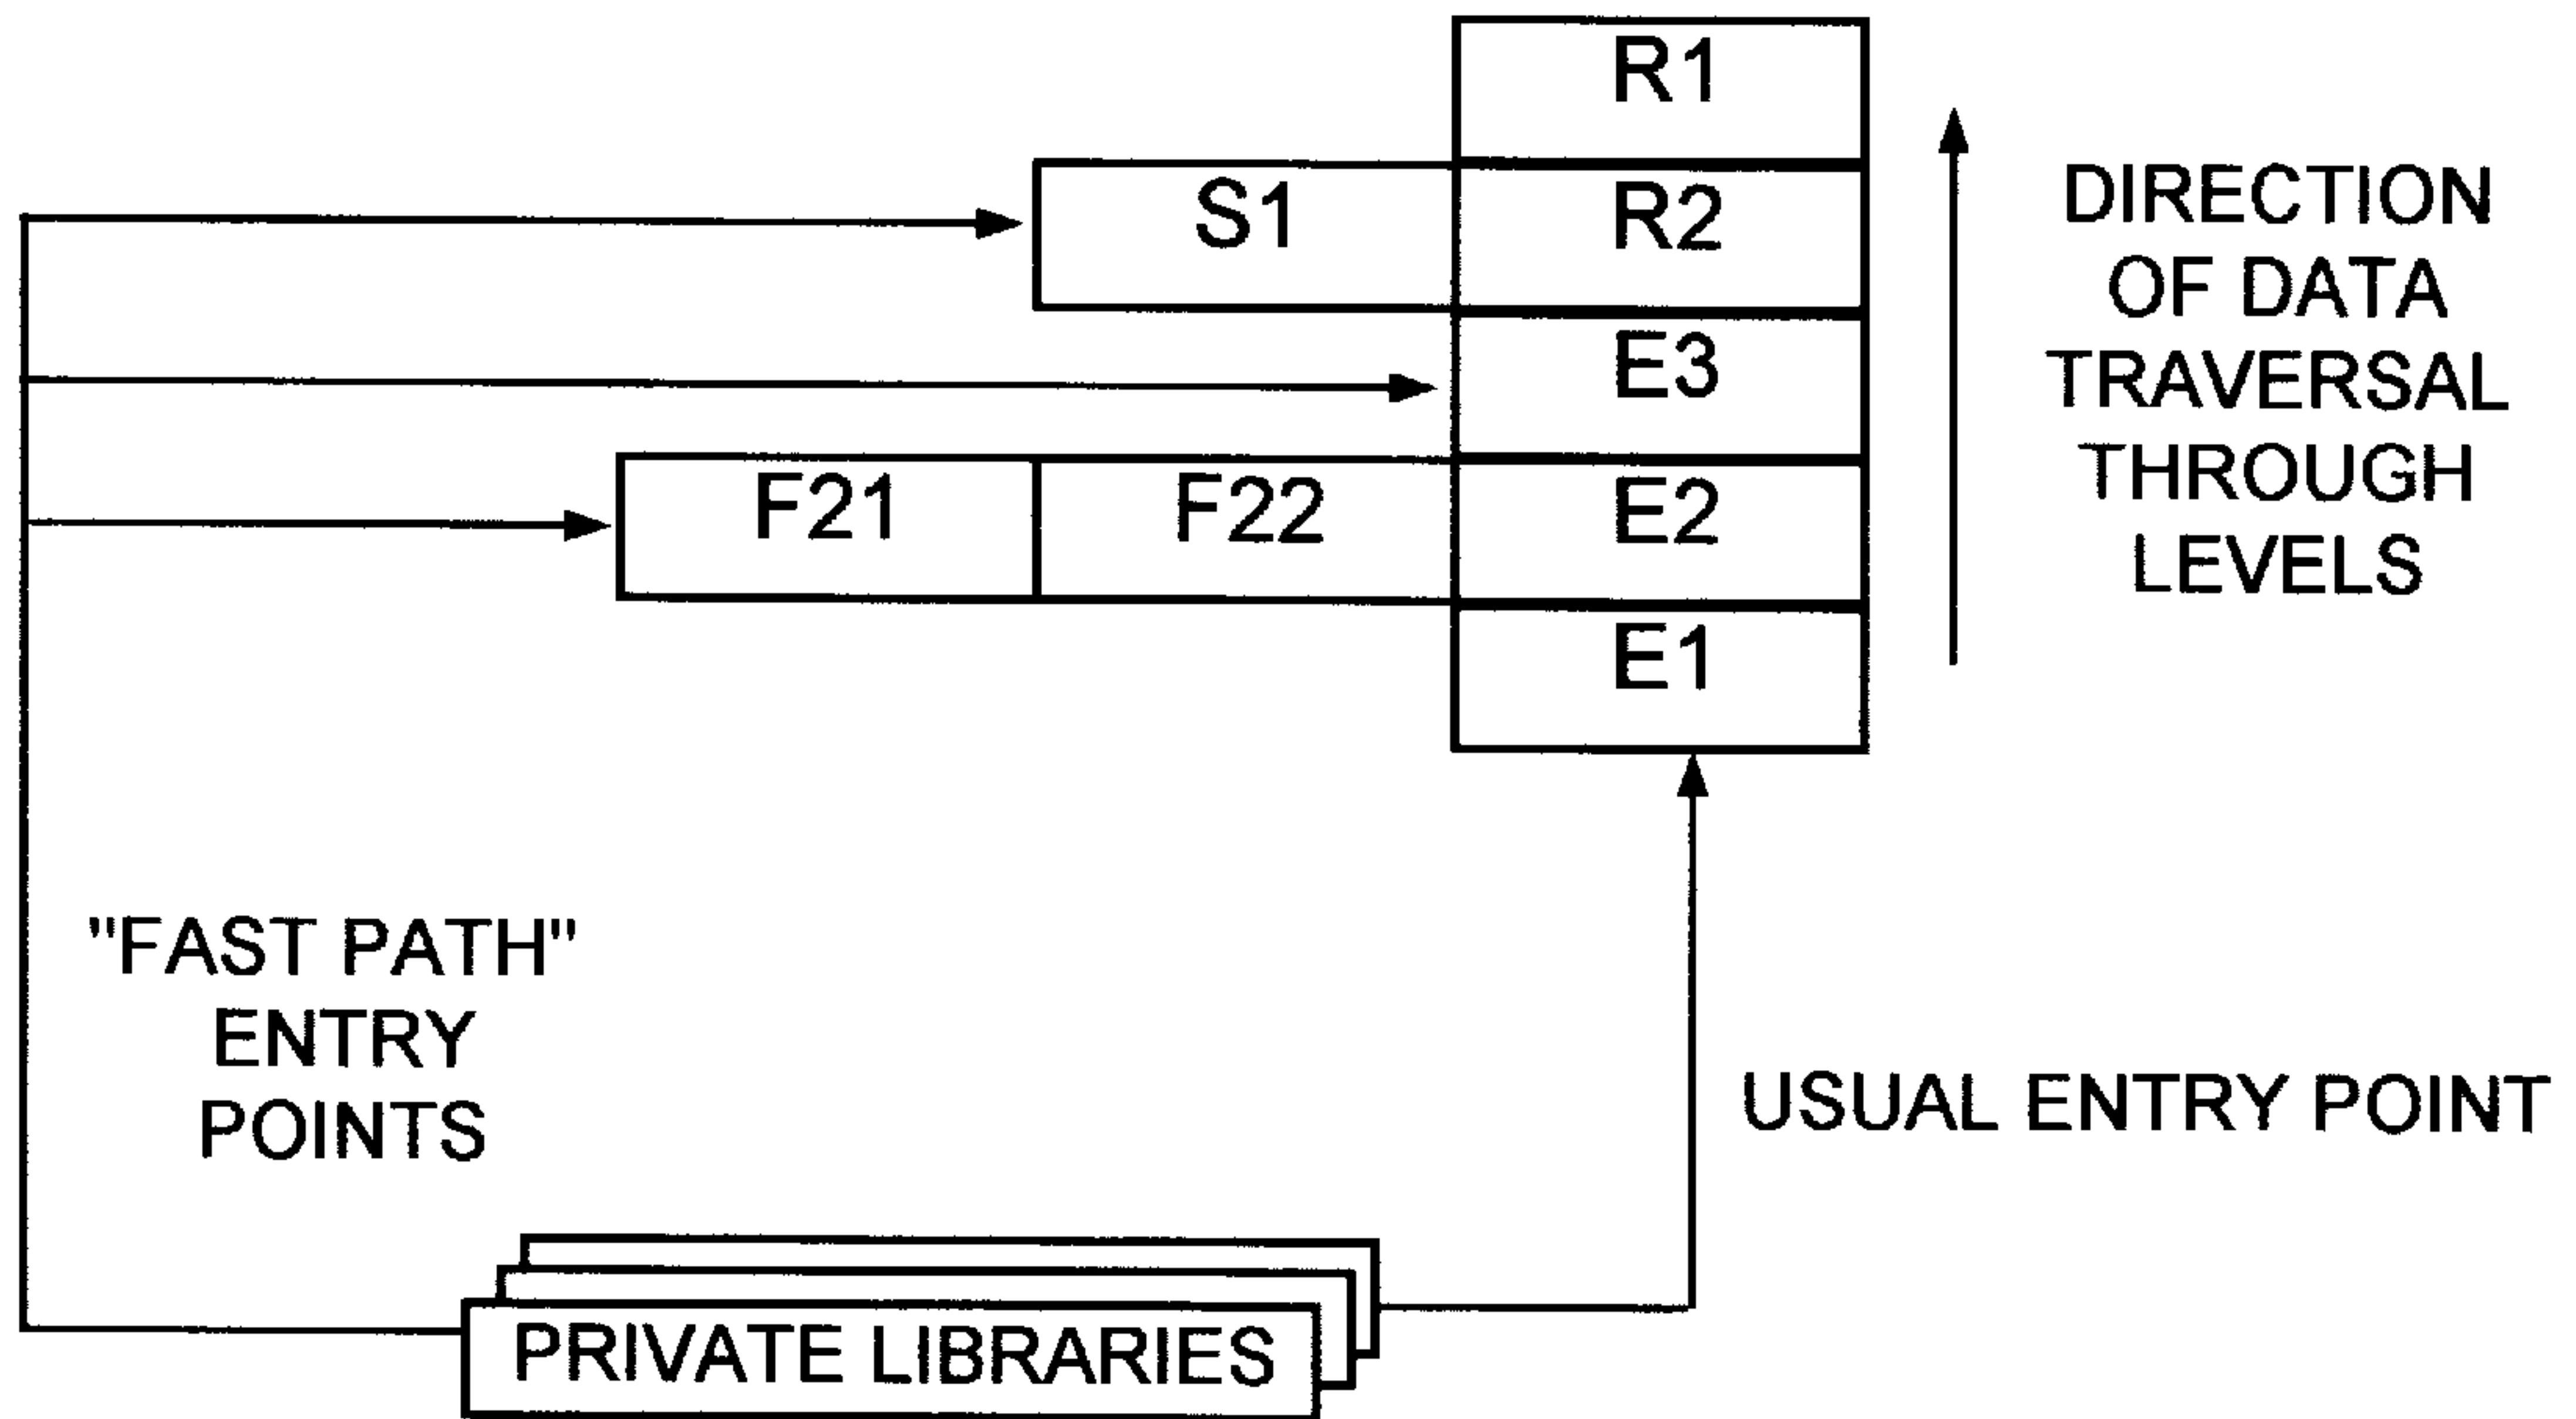 R1
S1
R2
E3
F21
F22
E2
E1
DIRECTION
OF DATA
TRAVERSAL
THROUGH
LEVELS
"FAST PATH"
ENTRY
POINTS
USUAL ENTRY POINT
PRIVATE LIBRARIES